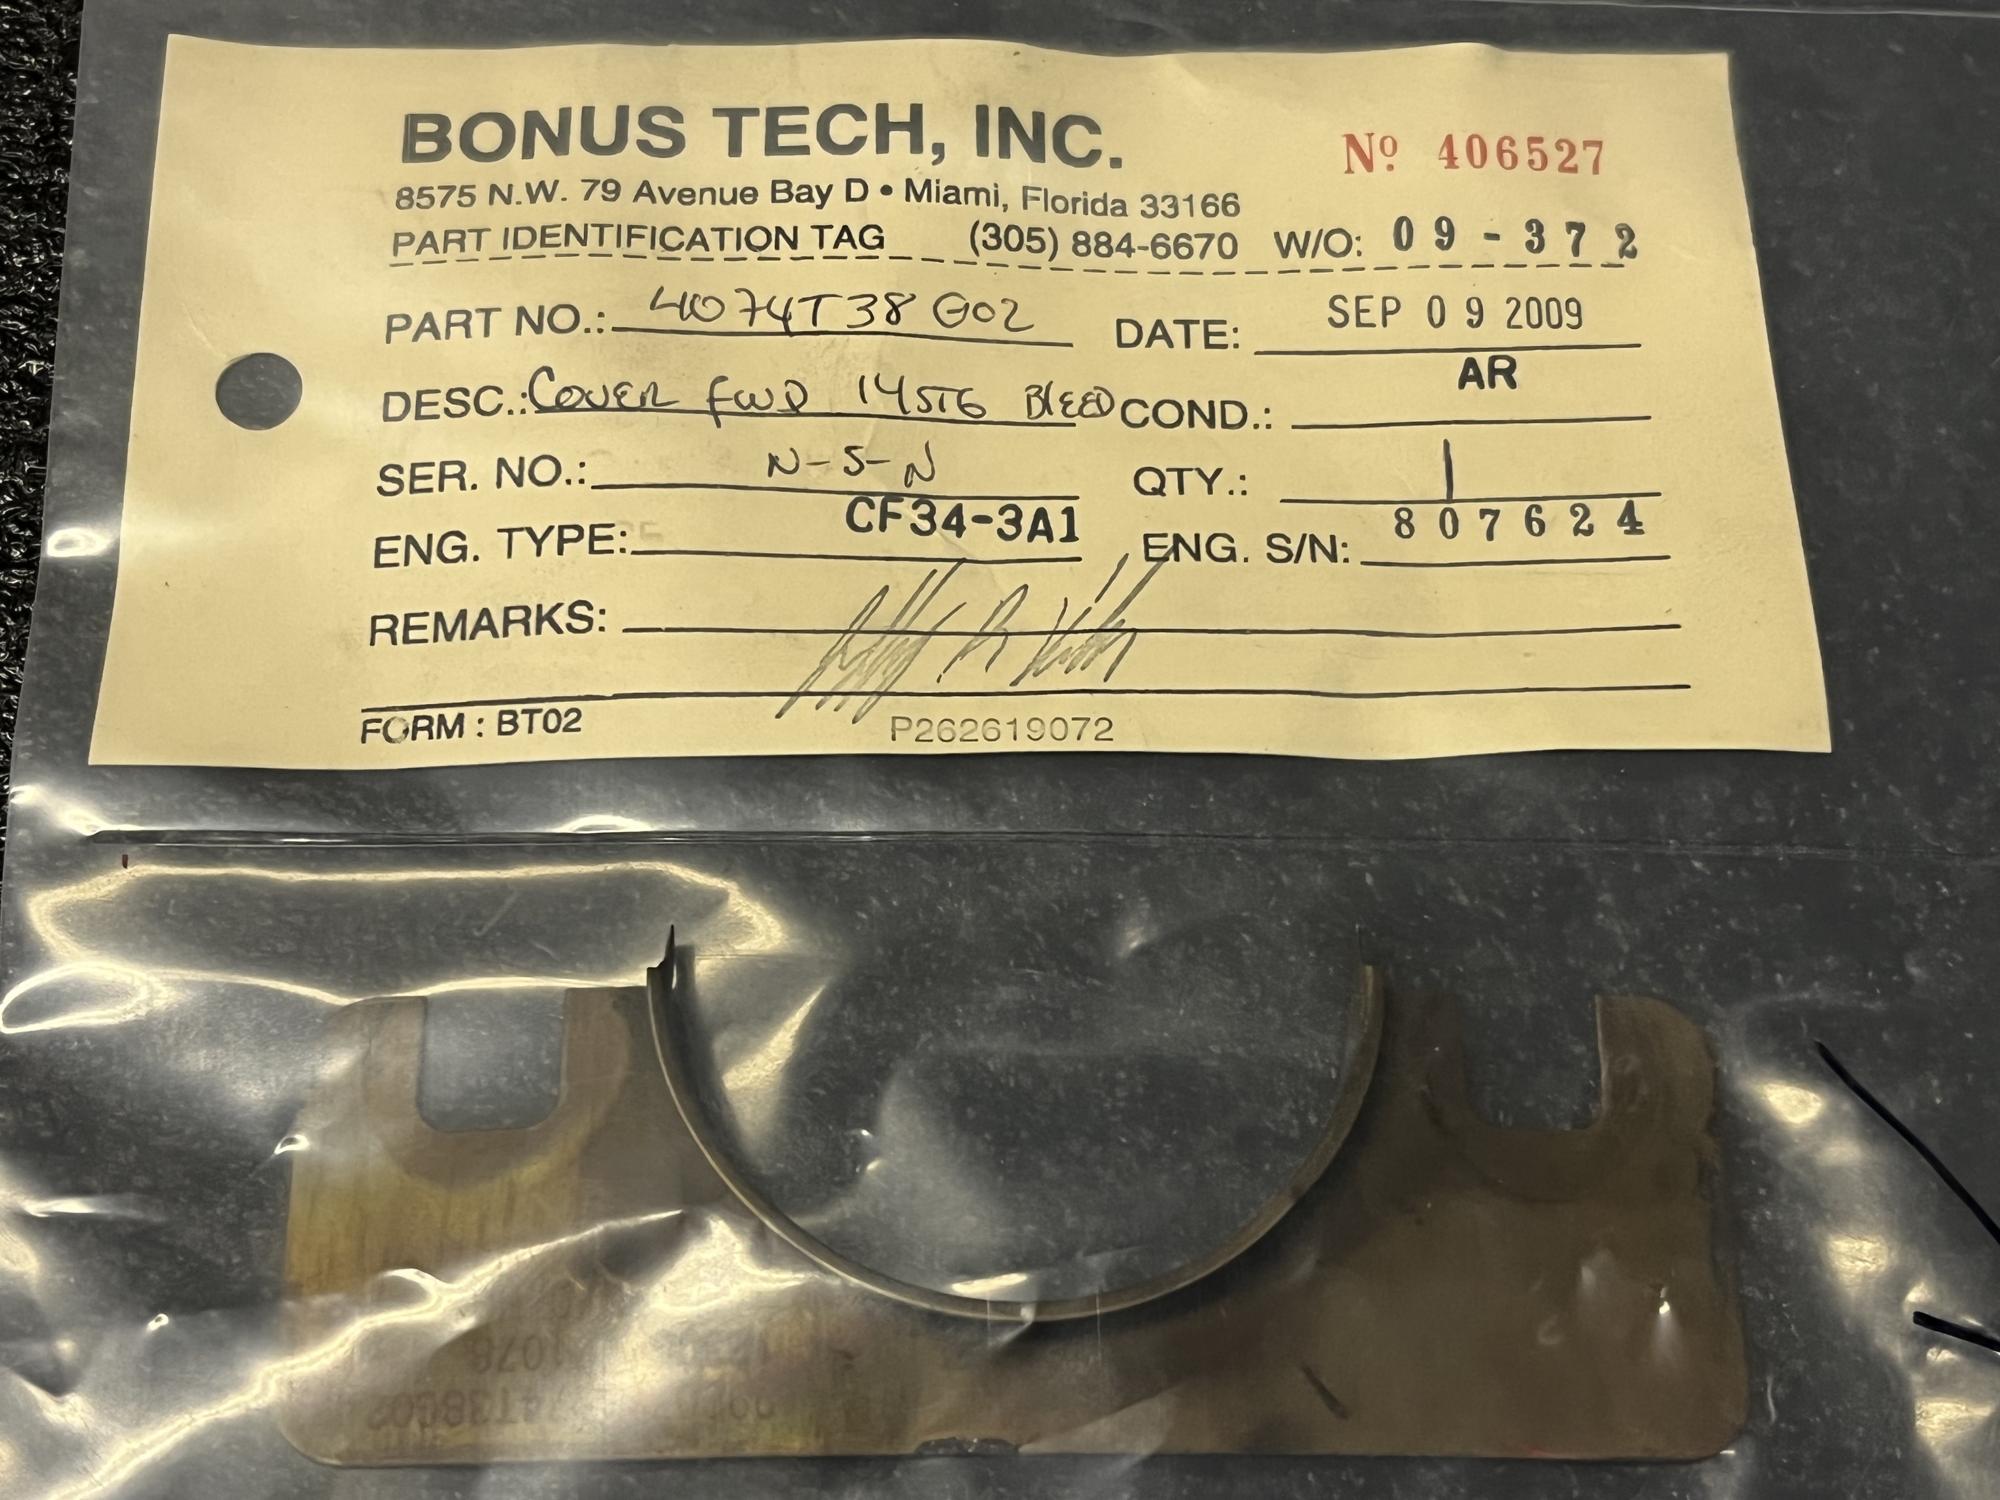 BONUS TECH, INC.
Nº 406527
8575 N.W. 79 Avenue Bay D • Miami, Florida 33166
PART IDENTIFICATION TAG (305) 884-6670 W/O: 09-372
PART NO.: 4074T38G02 DATE: SEP 09 2009
DESC.: COVER FWD 14STG BLEED COND.: AR
SER. NO.: N-S-N QTY.: 1
ENG. TYPE: CF34-3A1 ENG. S/N: 807624
REMARKS:
FORM : BT02 P262619072
1076
4T38G02